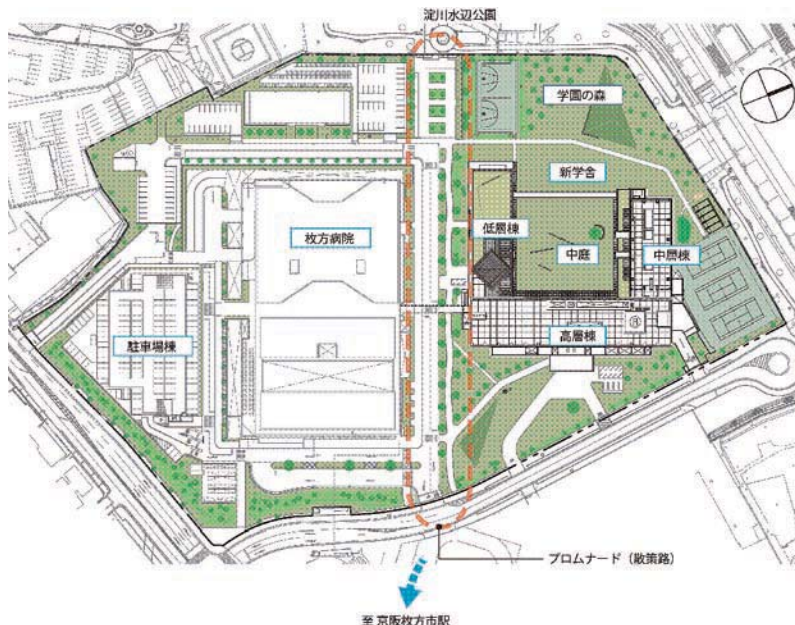 淀川水辺公園
学園の森
新学舎
低層棟
枚方病院
中庭
中層棟
高層棟
駐車場棟
プロムナード（散策路）
至 京阪枚方市駅